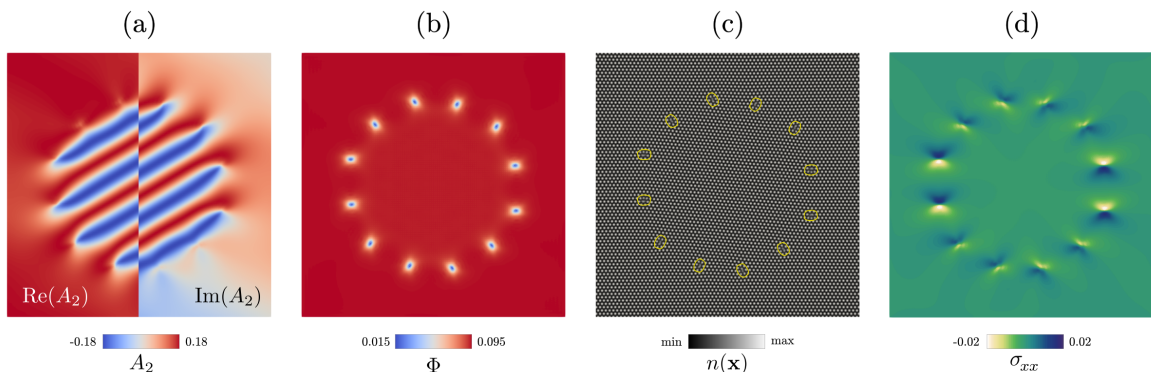 (a) (b) (c) (d)
Re(A₂) Im(A₂)
-0.18 0.18 0.015 0.095 min max -0.02 0.02
A₂ Φ n(𝐱) σₓₓ